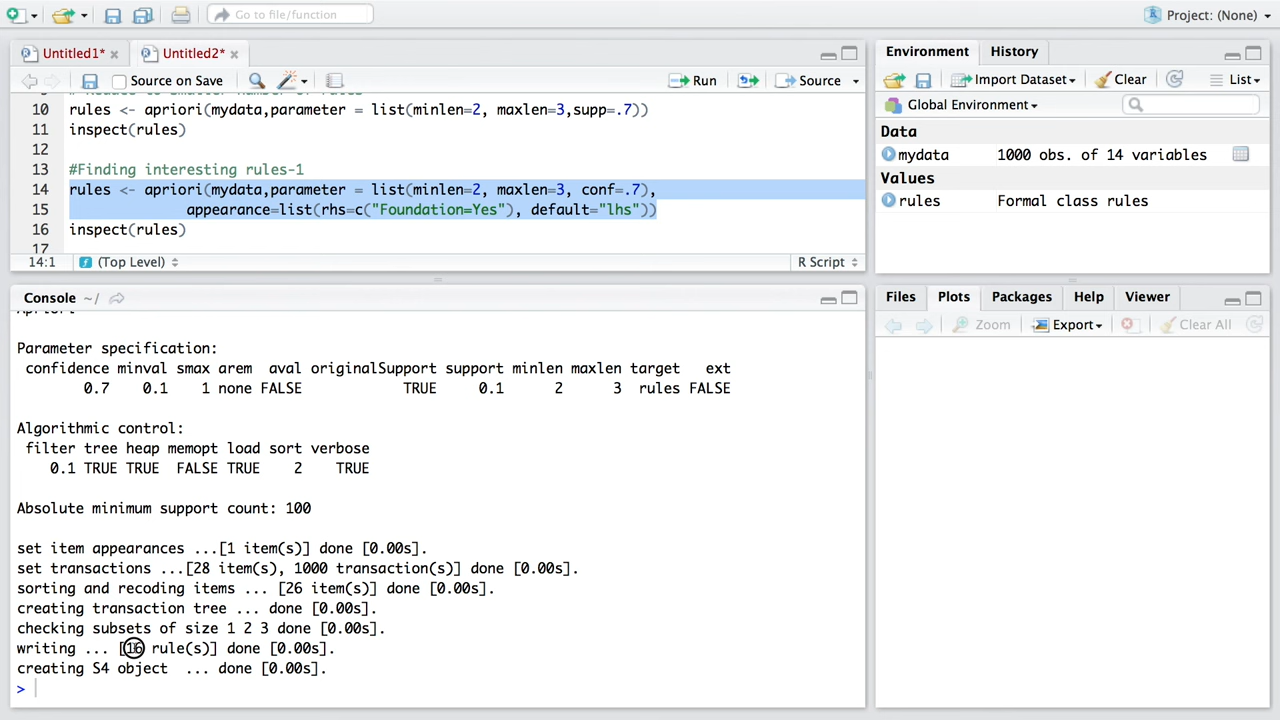 Go to file/function
Project: (None)
Untitled1*
Untitled2*
Source on Save
Run
Source
10 rules <- apriori(mydata,parameter = list(minlen=2, maxlen=3,supp=.7))
11 inspect(rules)
12
13 #Finding interesting rules-1
14 rules <- apriori(mydata,parameter = list(minlen=2, maxlen=3, conf=.7),
15 appearance=list(rhs=c("Foundation=Yes"), default="lhs"))
16 inspect(rules)
17
14:1 (Top Level) R Script
Environment History
Import Dataset Clear List
Global Environment
Data
mydata 1000 obs. of 14 variables
Values
rules Formal class rules
Console ~/
Apriori
Parameter specification:
confidence minval smax arem aval originalSupport support minlen maxlen target ext
0.7 0.1 1 none FALSE TRUE 0.1 2 3 rules FALSE
Algorithmic control:
filter tree heap memopt load sort verbose
0.1 TRUE TRUE FALSE TRUE 2 TRUE
Absolute minimum support count: 100
set item appearances ...[1 item(s)] done [0.00s].
set transactions ...[28 item(s), 1000 transaction(s)] done [0.00s].
sorting and recoding items ... [26 item(s)] done [0.00s].
creating transaction tree ... done [0.00s].
checking subsets of size 1 2 3 done [0.00s].
writing ... [16 rule(s)] done [0.00s].
creating S4 object ... done [0.00s].
>
Files Plots Packages Help Viewer
Zoom Export Clear All